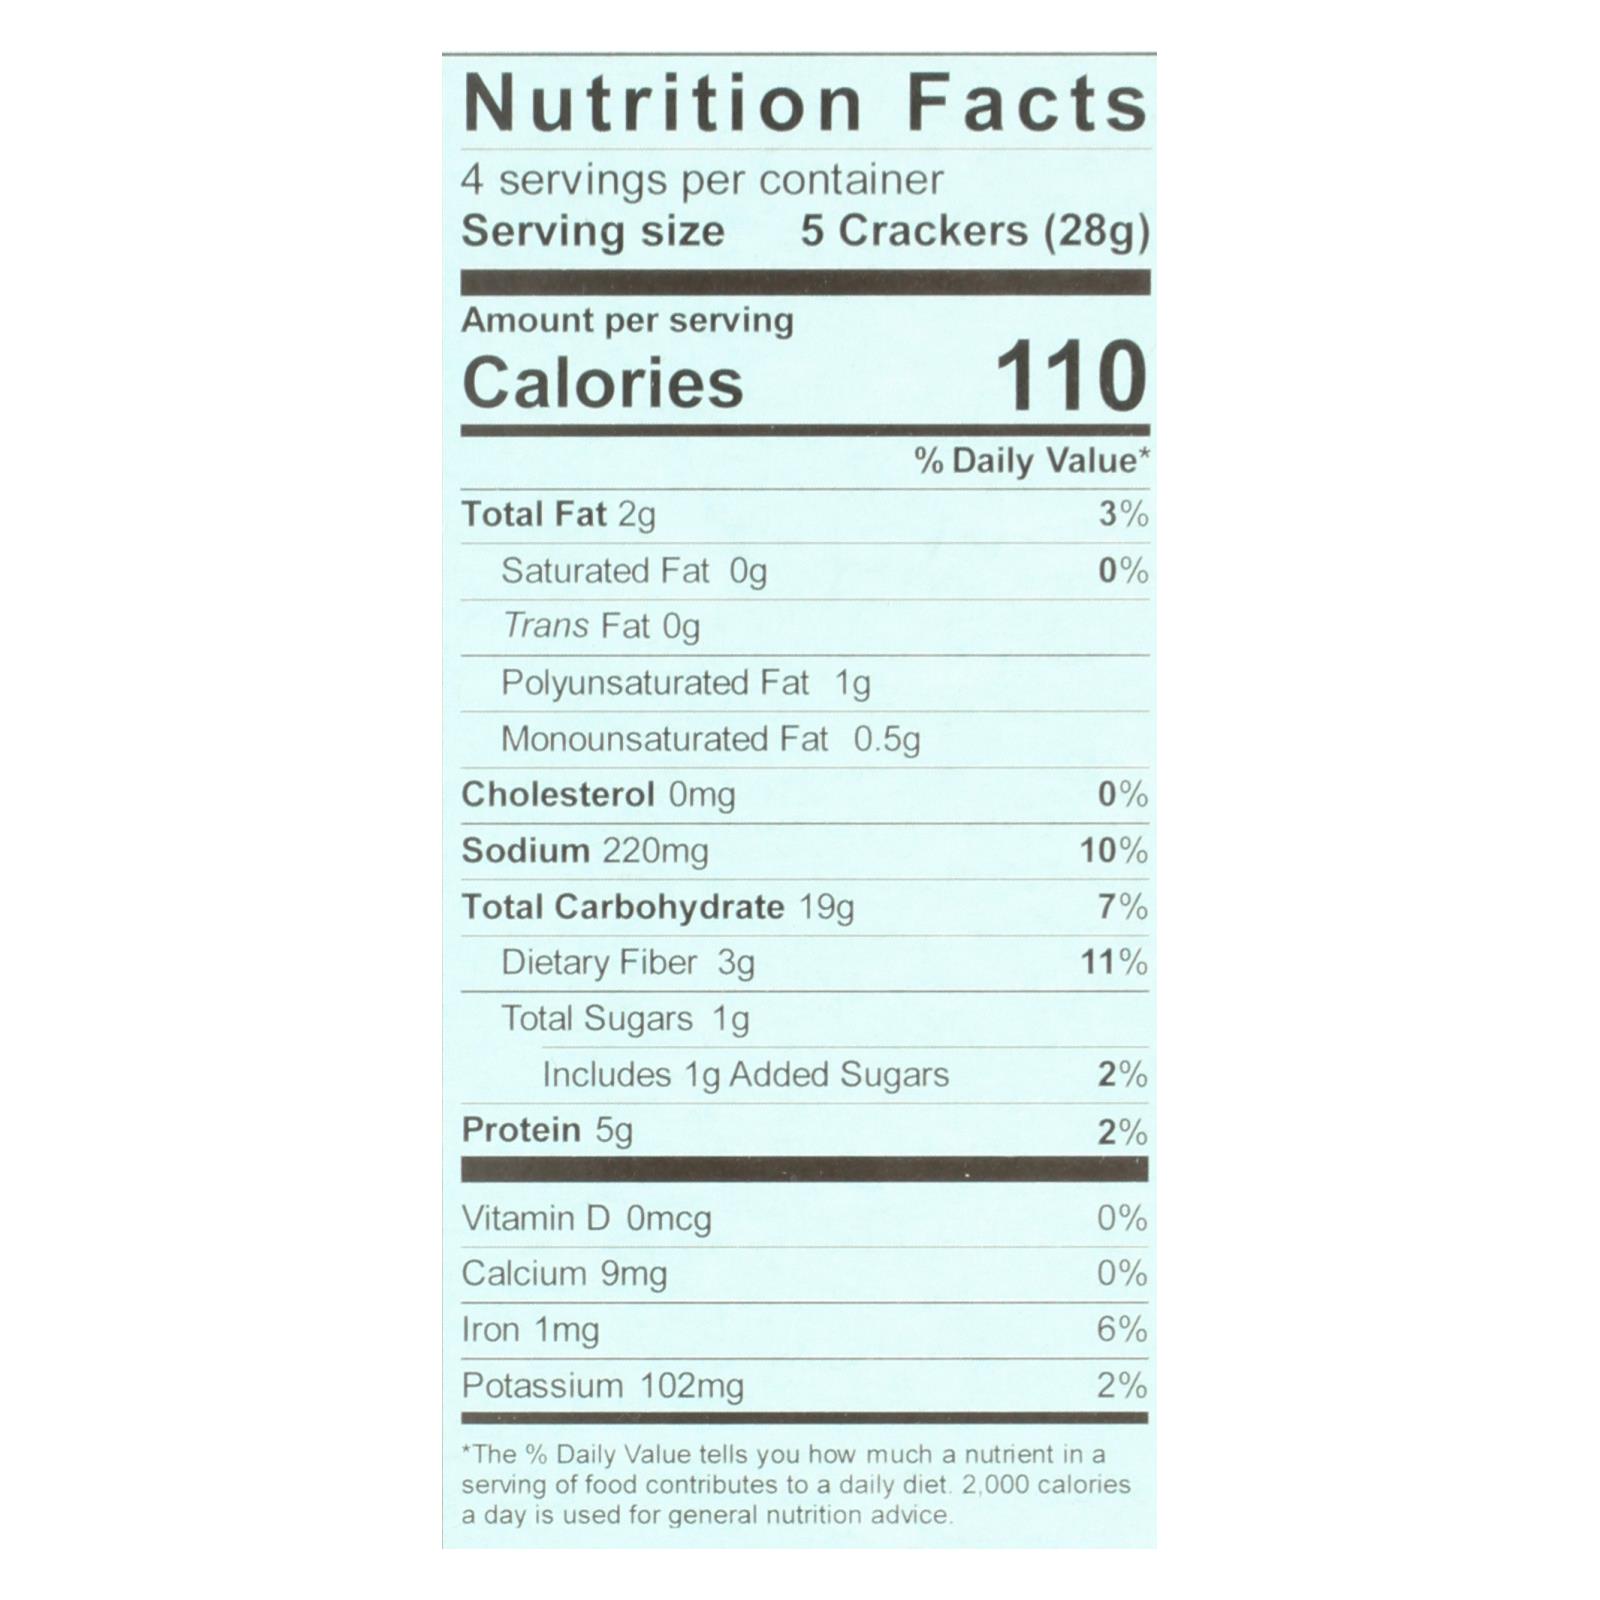 Nutrition Facts
4 servings per container
Serving size 5 Crackers (28g)
Amount per serving
Calories 110
% Daily Value*
Total Fat 2g 3%
Saturated Fat 0g 0%
Trans Fat 0g
Polyunsaturated Fat 1g
Monounsaturated Fat 0.5g
Cholesterol 0mg 0%
Sodium 220mg 10%
Total Carbohydrate 19g 7%
Dietary Fiber 3g 11%
Total Sugars 1g
Includes 1g Added Sugars 2%
Protein 5g 2%
Vitamin D 0mcg 0%
Calcium 9mg 0%
Iron 1mg 6%
Potassium 102mg 2%
*The % Daily Value tells you how much a nutrient in a
serving of food contributes to a daily diet. 2,000 calories
a day is used for general nutrition advice.